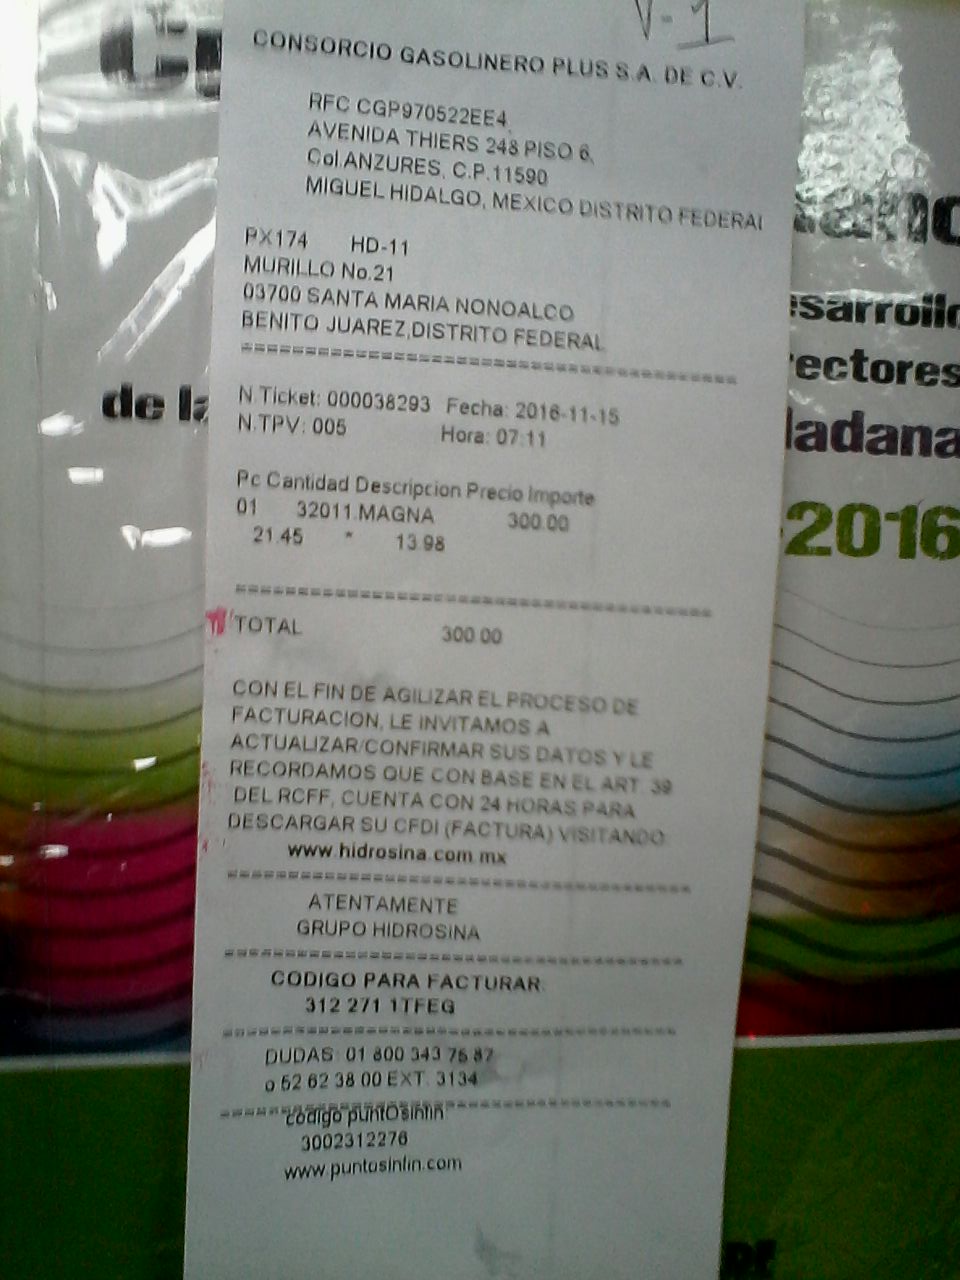 V-1
CONSORCIO GASOLINERO PLUS S.A. DE C.V.
RFC CGP970522EE4
AVENIDA THIERS 248 PISO 6,
Col.ANZURES, C.P.11590
MIGUEL HIDALGO, MEXICO DISTRITO FEDERAL
PX174 HD-11
MURILLO No.21
03700 SANTA MARIA NONOALCO
BENITO JUAREZ,DISTRITO FEDERAL
================================
N.Ticket: 000038293 Fecha: 2016-11-15
N.TPV: 005 Hora: 07:11
Pc Cantidad Descripcion Precio Importe
01 32011.MAGNA 300.00
21.45 * 13.98
================================
TOTAL 300.00
CON EL FIN DE AGILIZAR EL PROCESO DE
FACTURACION, LE INVITAMOS A
ACTUALIZAR/CONFIRMAR SUS DATOS Y LE
RECORDAMOS QUE CON BASE EN EL ART. 39
DEL RCFF, CUENTA CON 24 HORAS PARA
DESCARGAR SU CFDI (FACTURA) VISITANDO
www.hidrosina.com.mx
================================
ATENTAMENTE
GRUPO HIDROSINA
================================
CODIGO PARA FACTURAR:
312 271 1TFEG
================================
DUDAS: 01 800 343 75 87
o 52 62 38 00 EXT. 3134
================================
codigo puntOsinfin
3002312276
www.puntosinfin.com
de la
esarrollo
ectores
adana
-2016